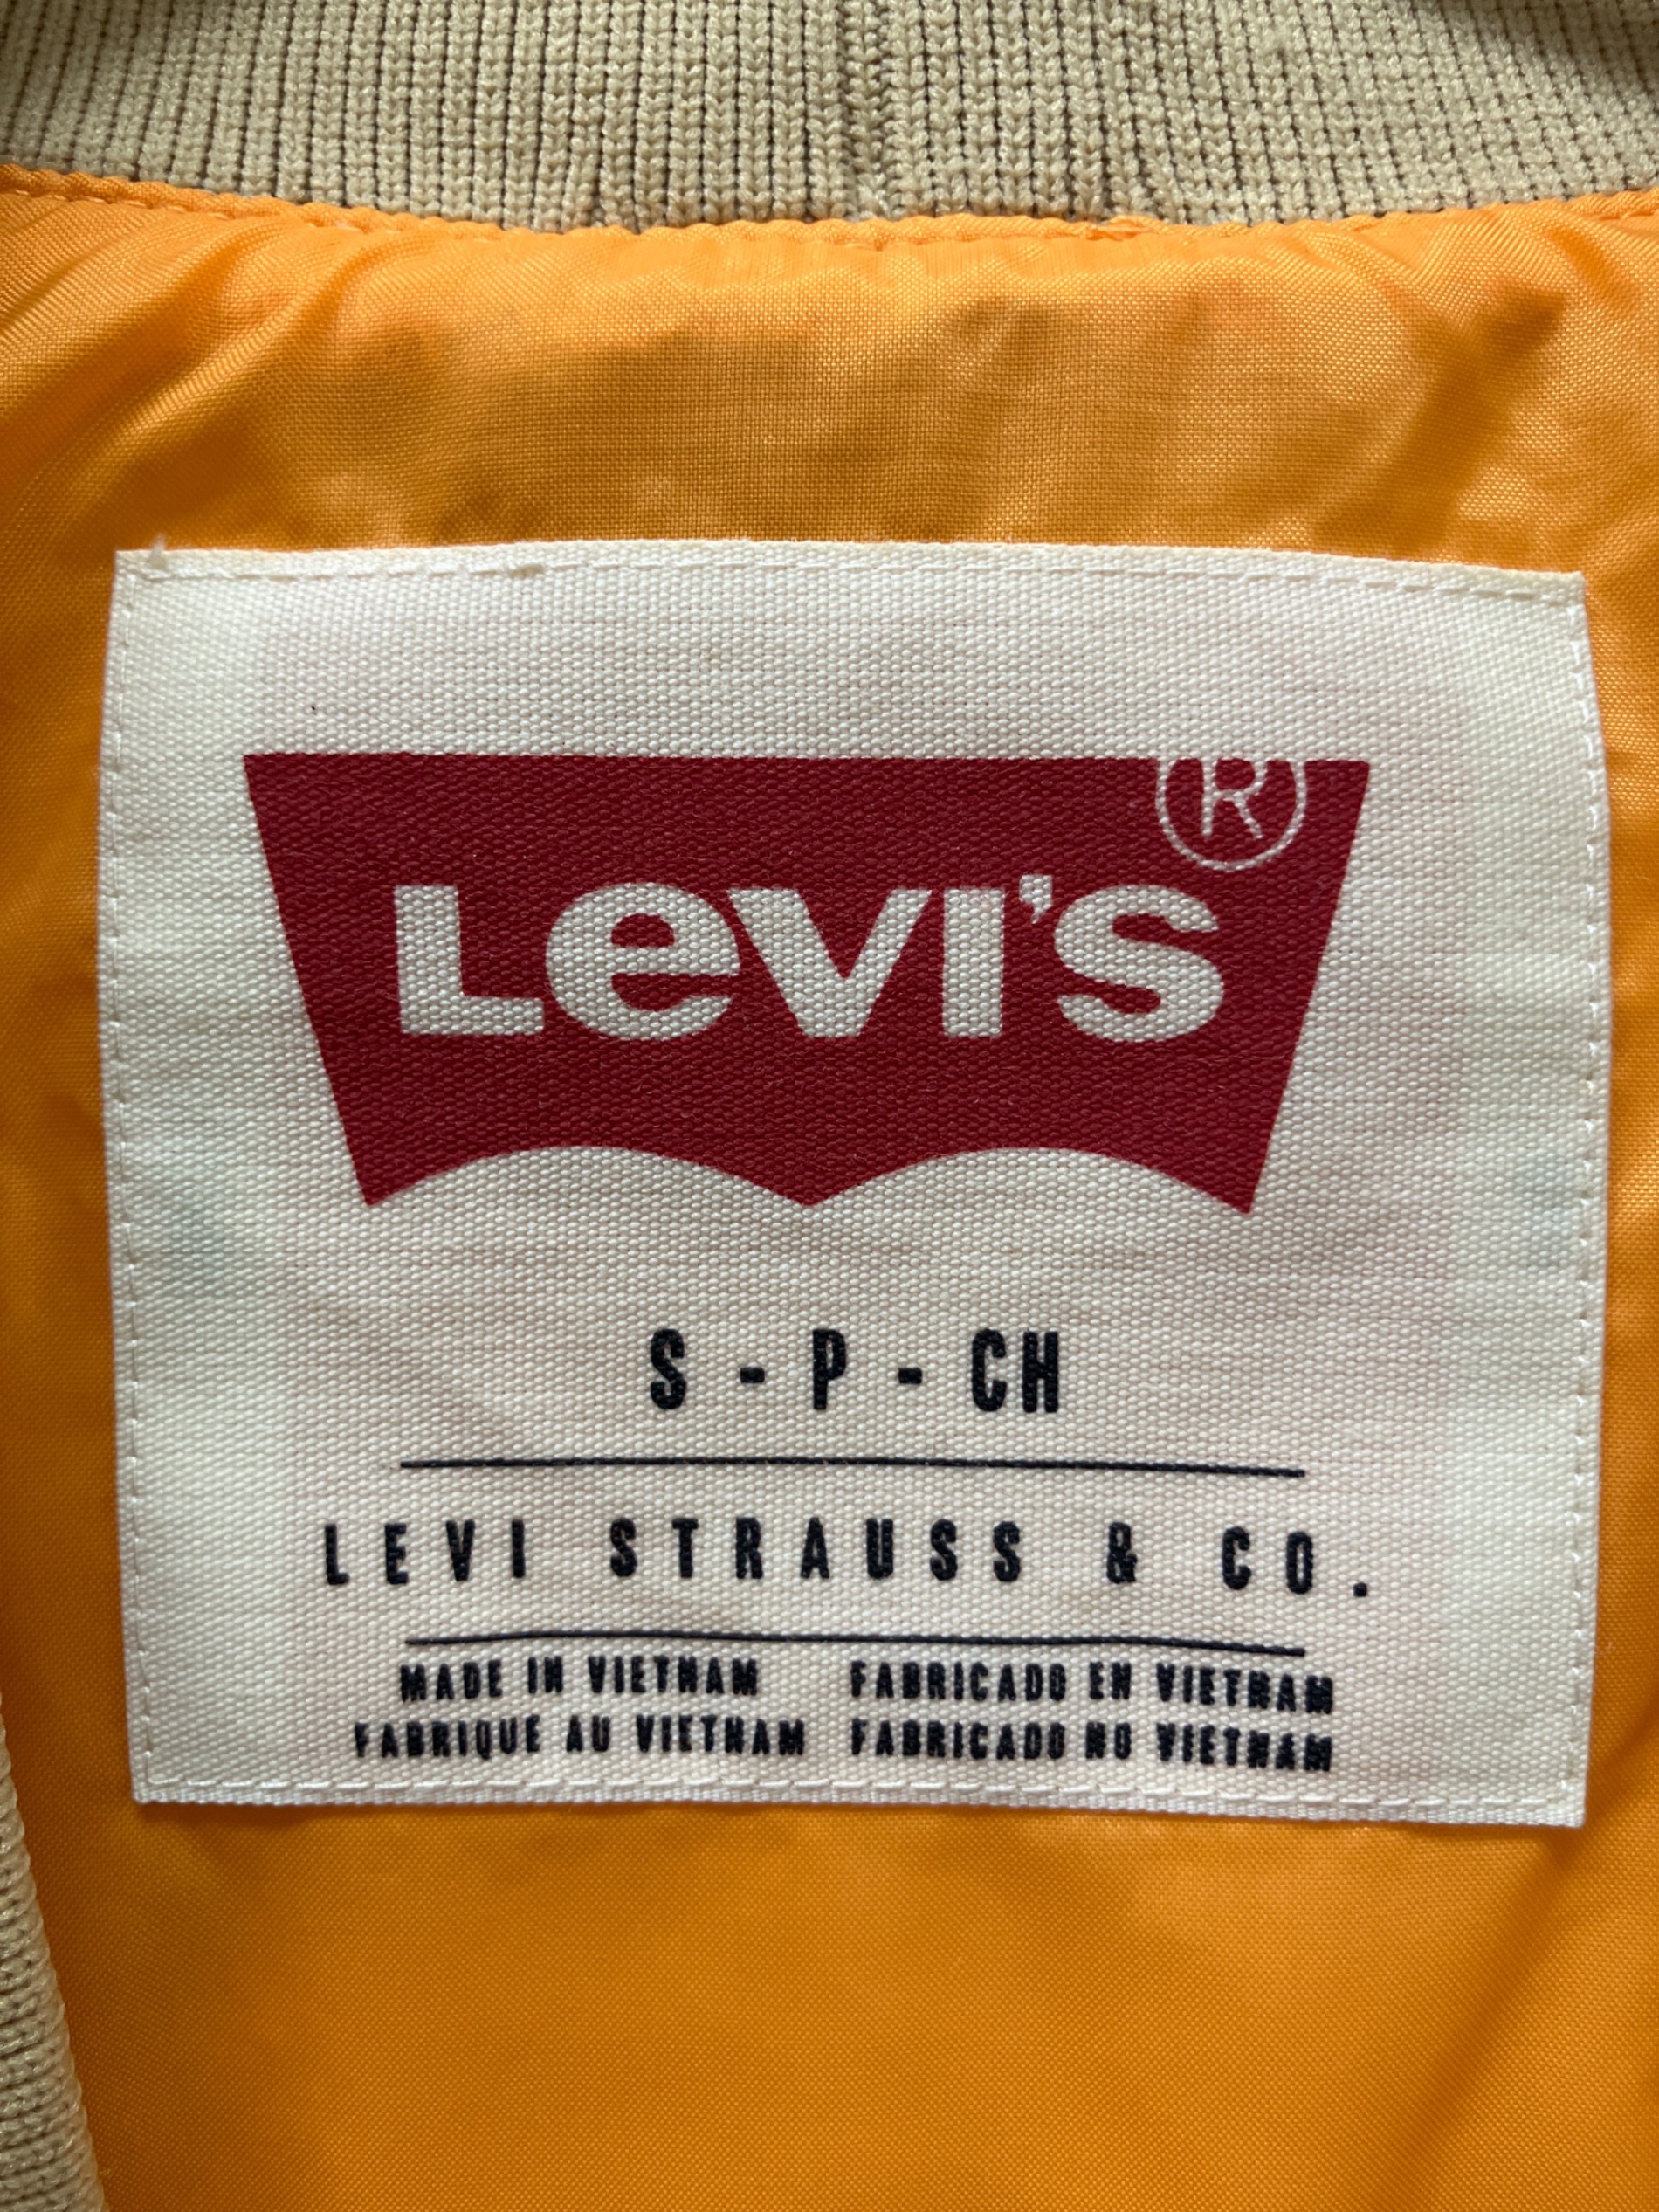 LEVI'S®
S - P - CH
LEVI STRAUSS & CO.
MADE IN VIETNAM FABRICADO EN VIETNAM
FABRIQUE AU VIETNAM FABRICADO NO VIETNAM